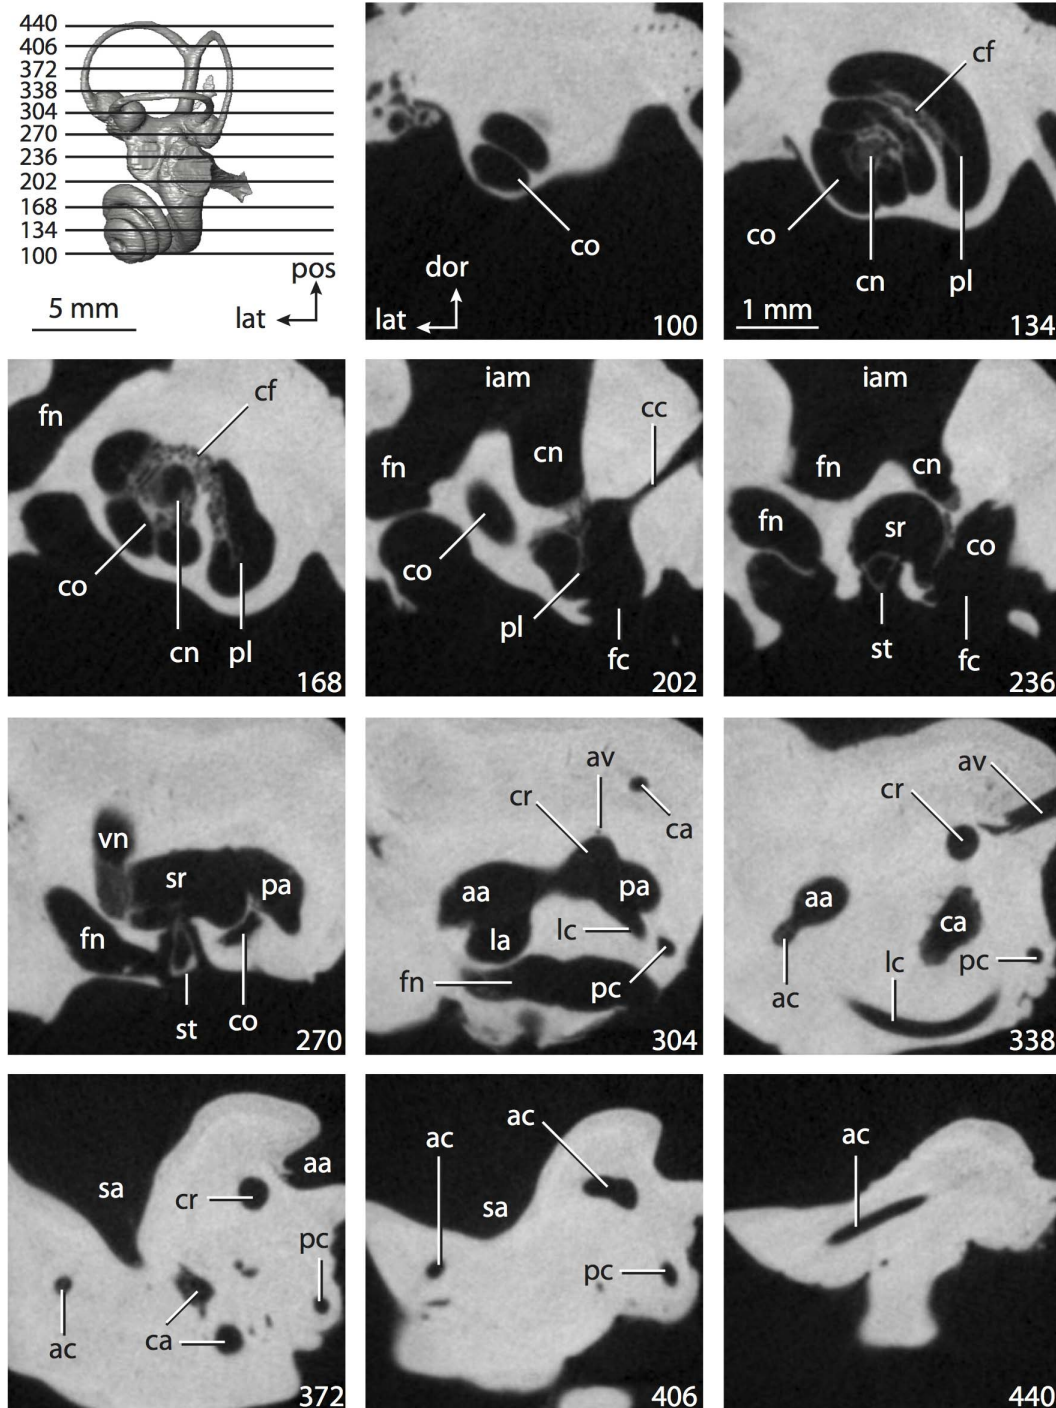 440
406
372
338
304
270
236
202
168
134
100
pos
5 mm
lat
co
dor
lat
100
cf
co
cn
pl
1 mm
134
fn
cf
co
cn
pl
168
iam
cc
fn
cn
co
pl
fc
202
iam
fn
cn
fn
sr
co
st
fc
236
vn
sr
pa
fn
st
co
270
av
cr
ca
aa
pa
la
lc
fn
pc
304
av
cr
aa
ca
lc
pc
ac
338
aa
sa
cr
pc
ca
ac
372
ac
ac
sa
pc
406
ac
440